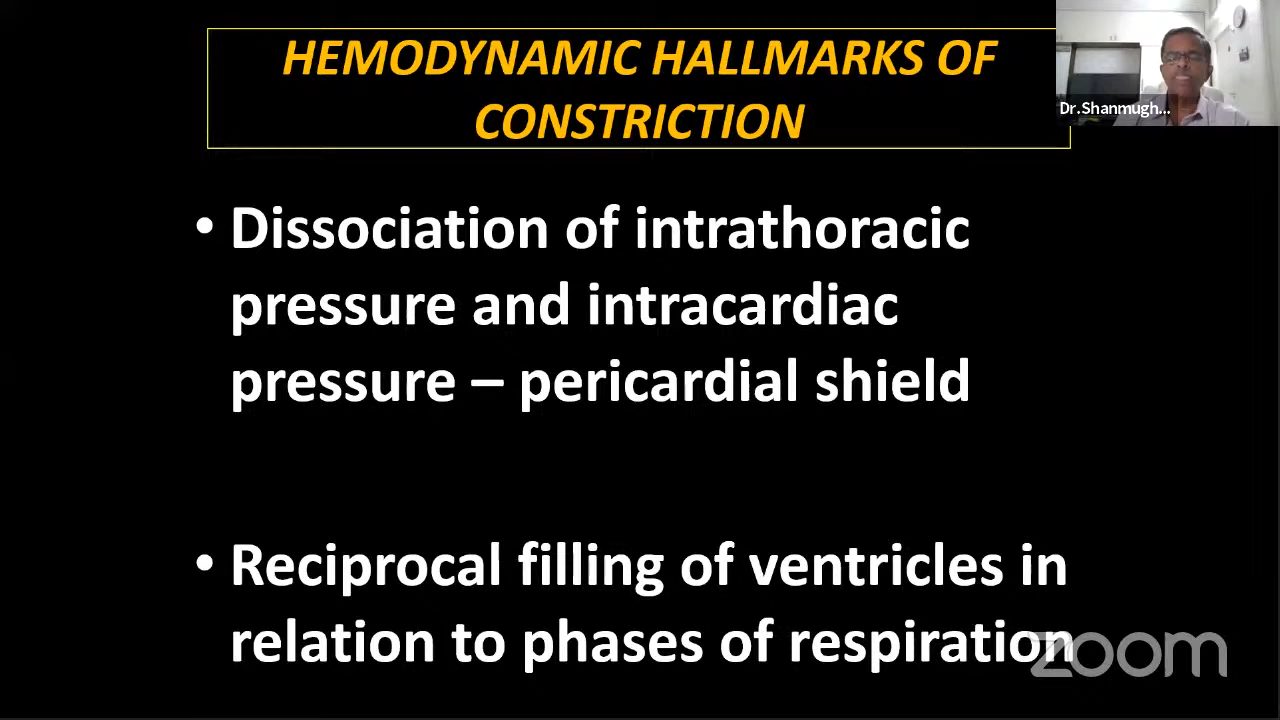 HEMODYNAMIC HALLMARKS OF
CONSTRICTION
Dr.Shanmugh...
• Dissociation of intrathoracic
pressure and intracardiac
pressure – pericardial shield
• Reciprocal filling of ventricles in
relation to phases of respiration
zoom